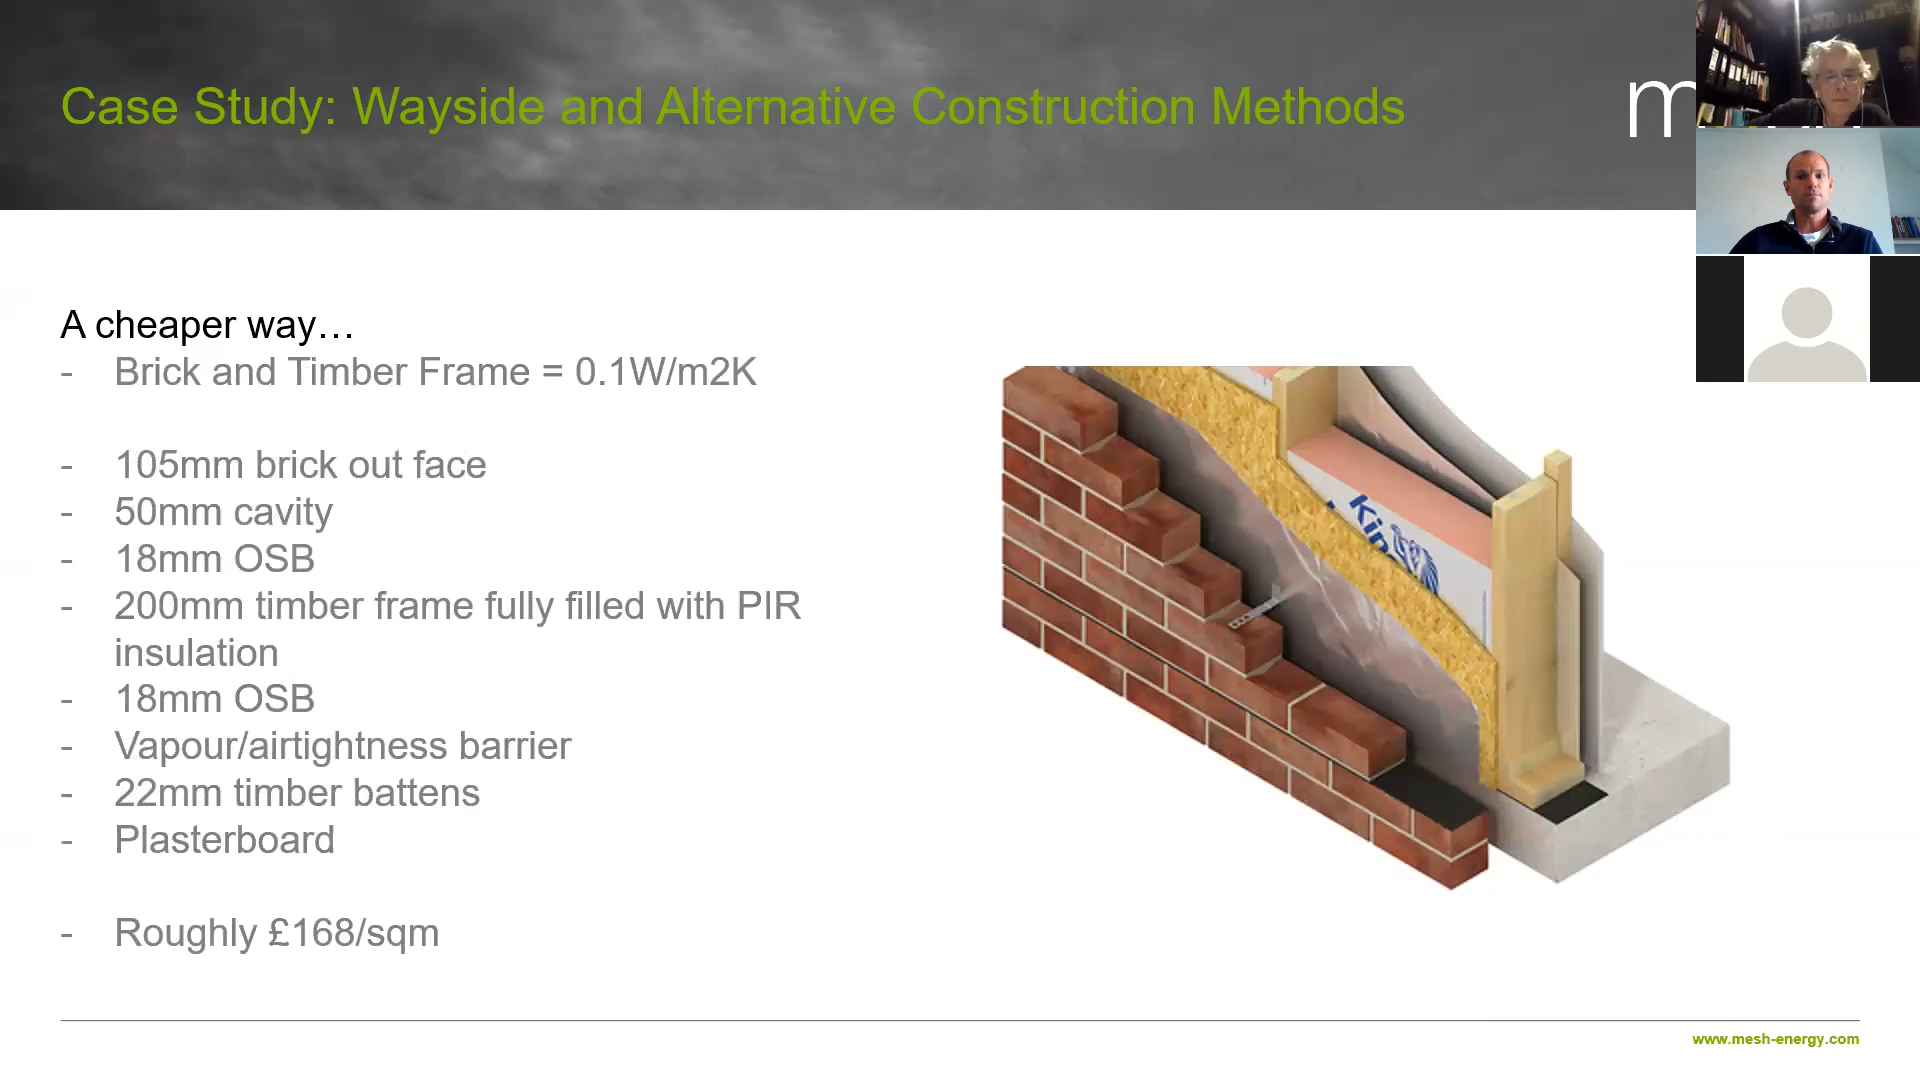 Case Study: Wayside and Alternative Construction Methods
A cheaper way…
- Brick and Timber Frame = 0.1W/m2K
- 105mm brick out face
- 50mm cavity
- 18mm OSB
- 200mm timber frame fully filled with PIR
insulation
- 18mm OSB
- Vapour/airtightness barrier
- 22mm timber battens
- Plasterboard
- Roughly £168/sqm
www.mesh-energy.com